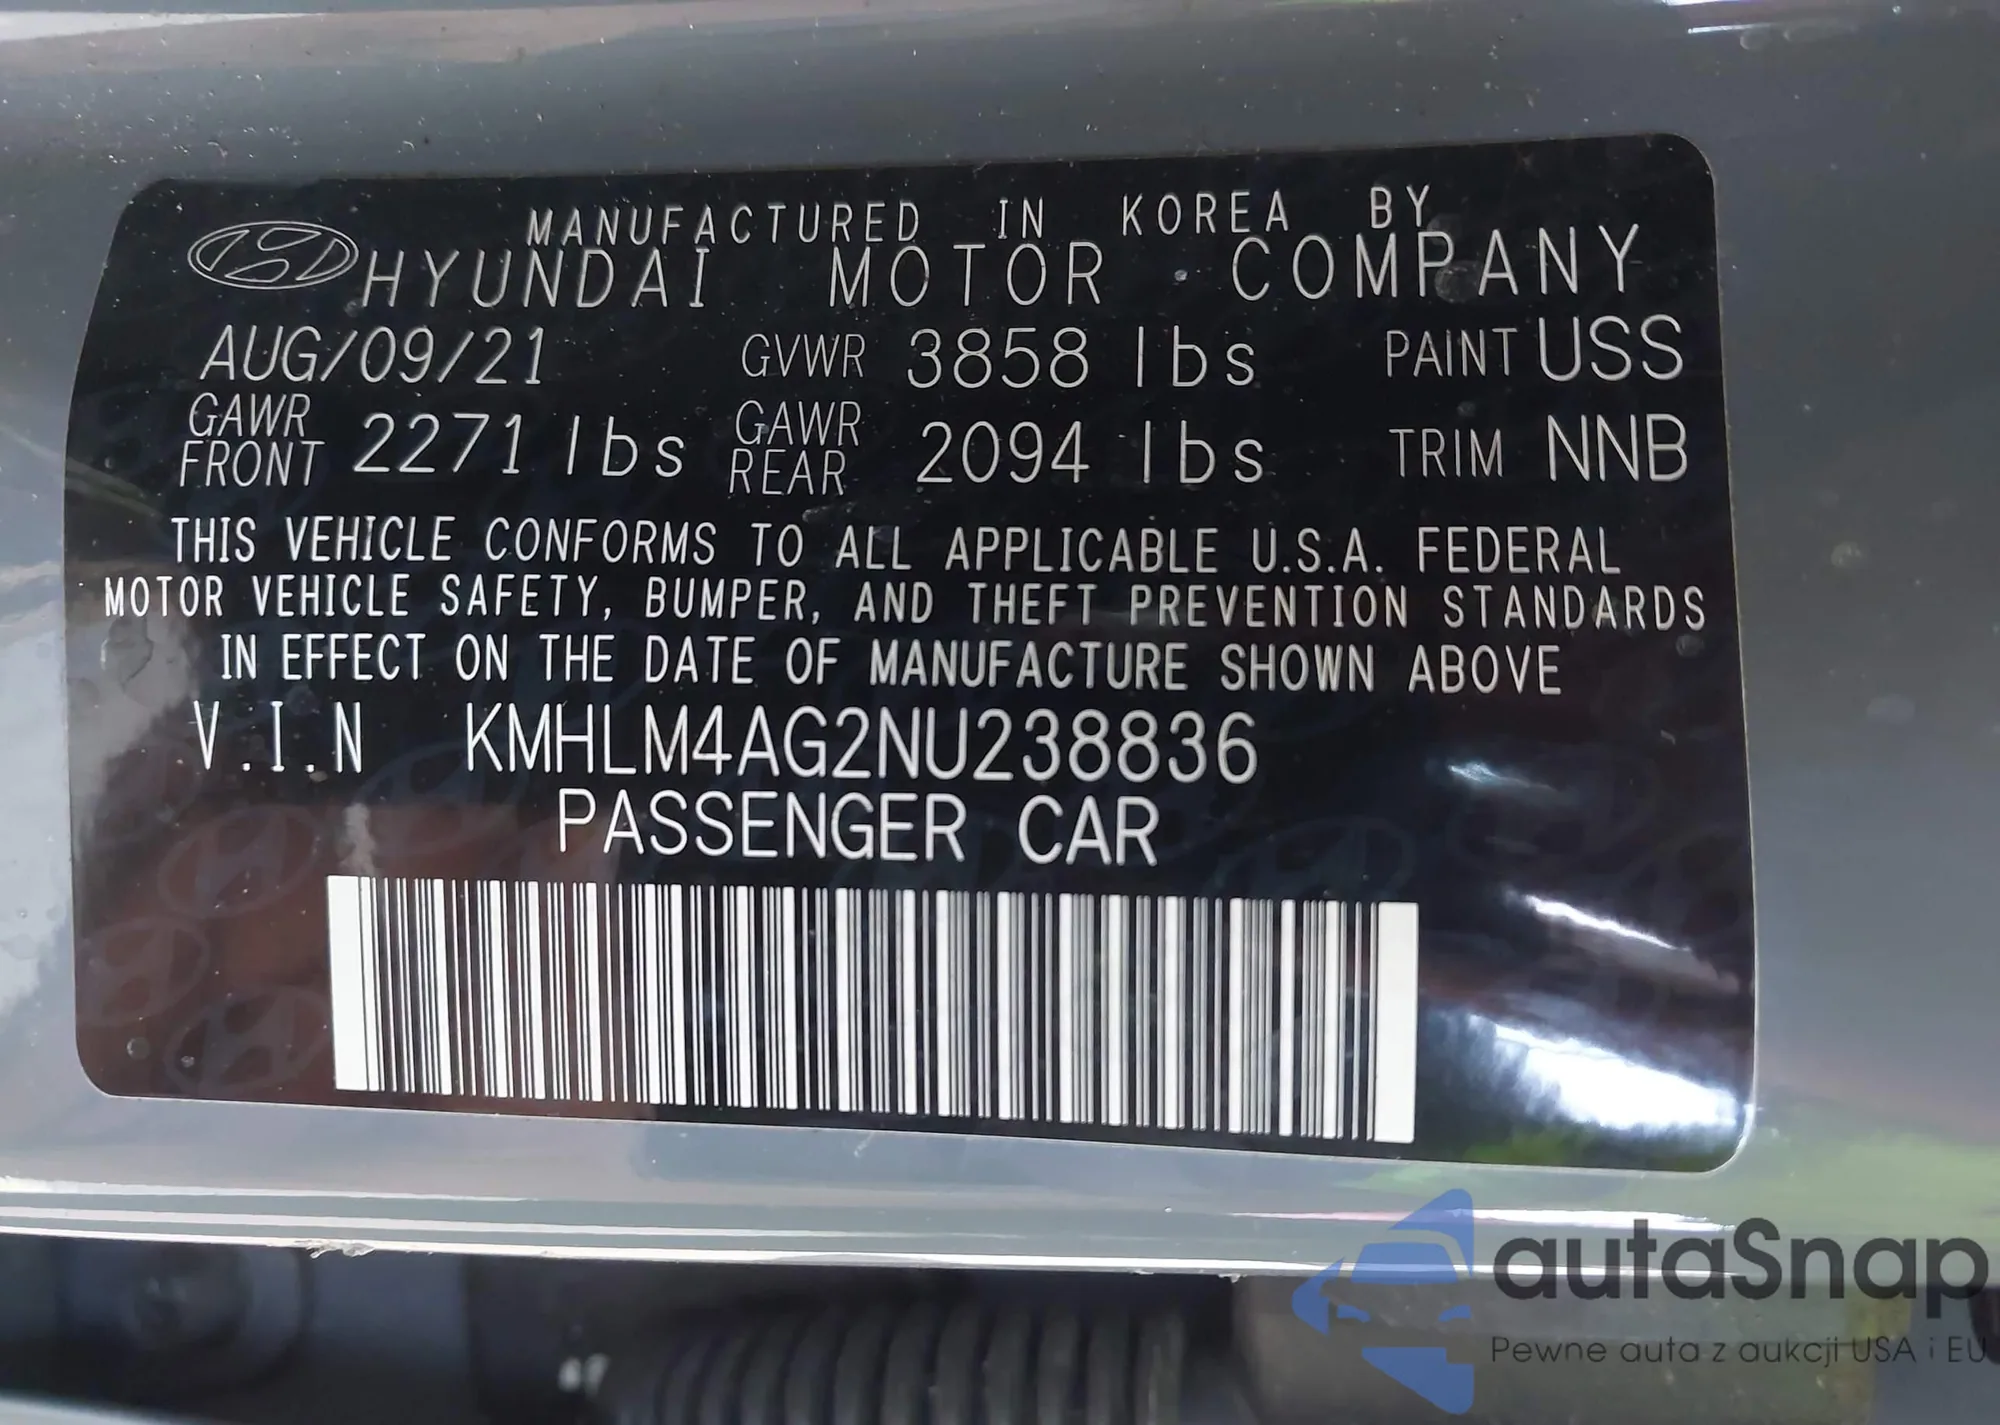 MANUFACTURED IN KOREA BY
HYUNDAI MOTOR COMPANY
AUG/09/21 GVWR 3858 lbs PAINT USS
GAWR FRONT 2271 lbs GAWR REAR 2094 lbs TRIM NNB
THIS VEHICLE CONFORMS TO ALL APPLICABLE U.S.A. FEDERAL
MOTOR VEHICLE SAFETY, BUMPER, AND THEFT PREVENTION STANDARDS
IN EFFECT ON THE DATE OF MANUFACTURE SHOWN ABOVE
V.I.N KMHLM4AG2NU238836
PASSENGER CAR
autaSnap
Pewne auta z aukcji USA i EU